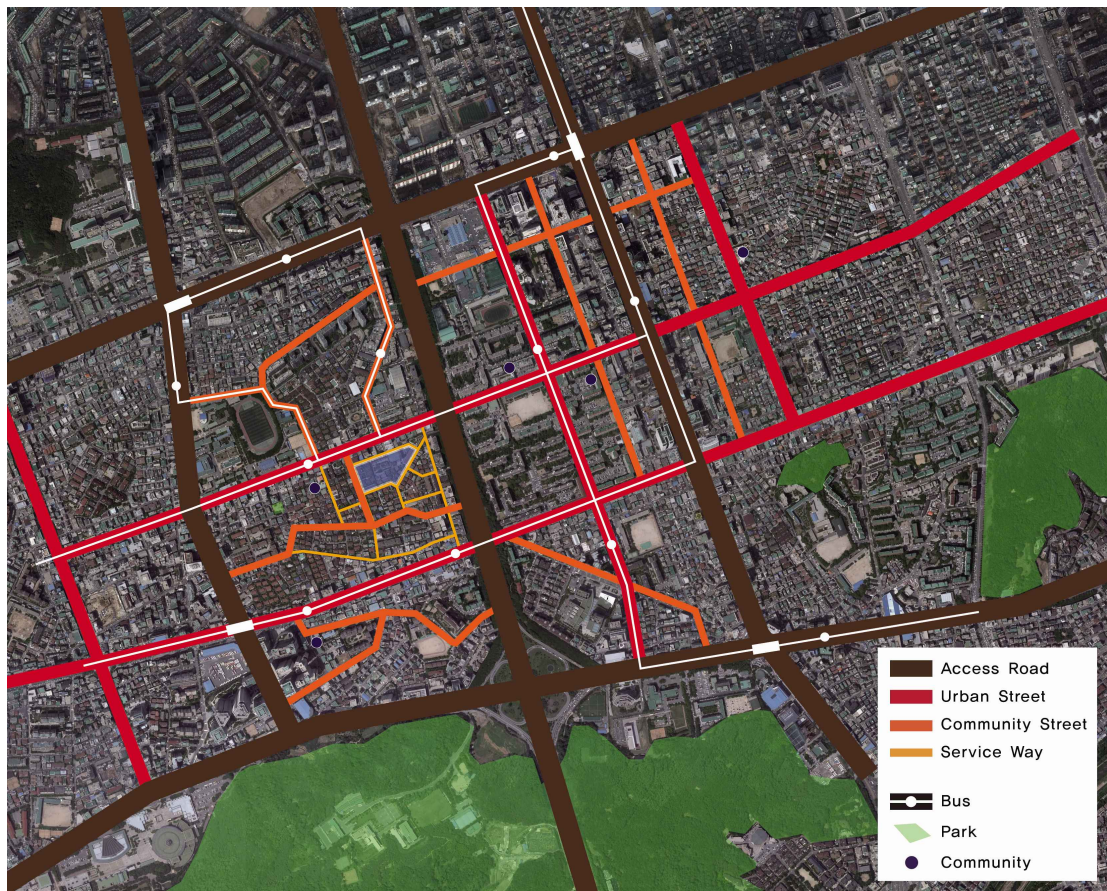 Access Road
Urban Street
Community Street
Service Way
Bus
Park
Community